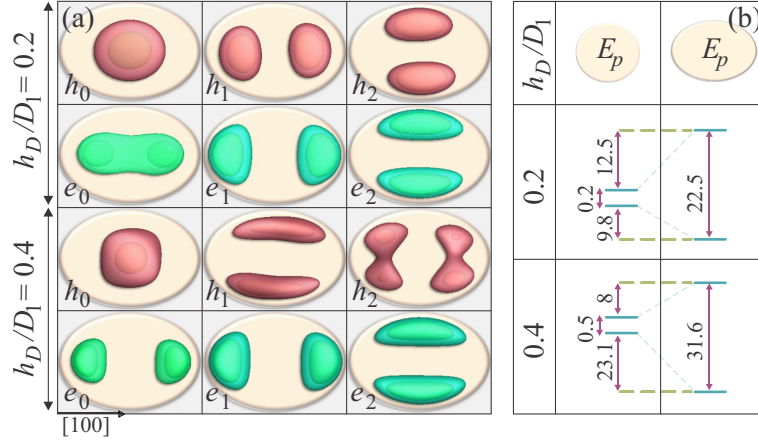 (a)
(b)
h_D/D_1 = 0.2
h_0
h_1
h_2
e_0
e_1
e_2
h_D/D_1 = 0.4
h_0
h_1
h_2
e_0
e_1
e_2
[100]
h_D/D_1
E_p
E_p
0.2
12.5
0.2
9.8
22.5
0.4
8
0.5
23.1
31.6